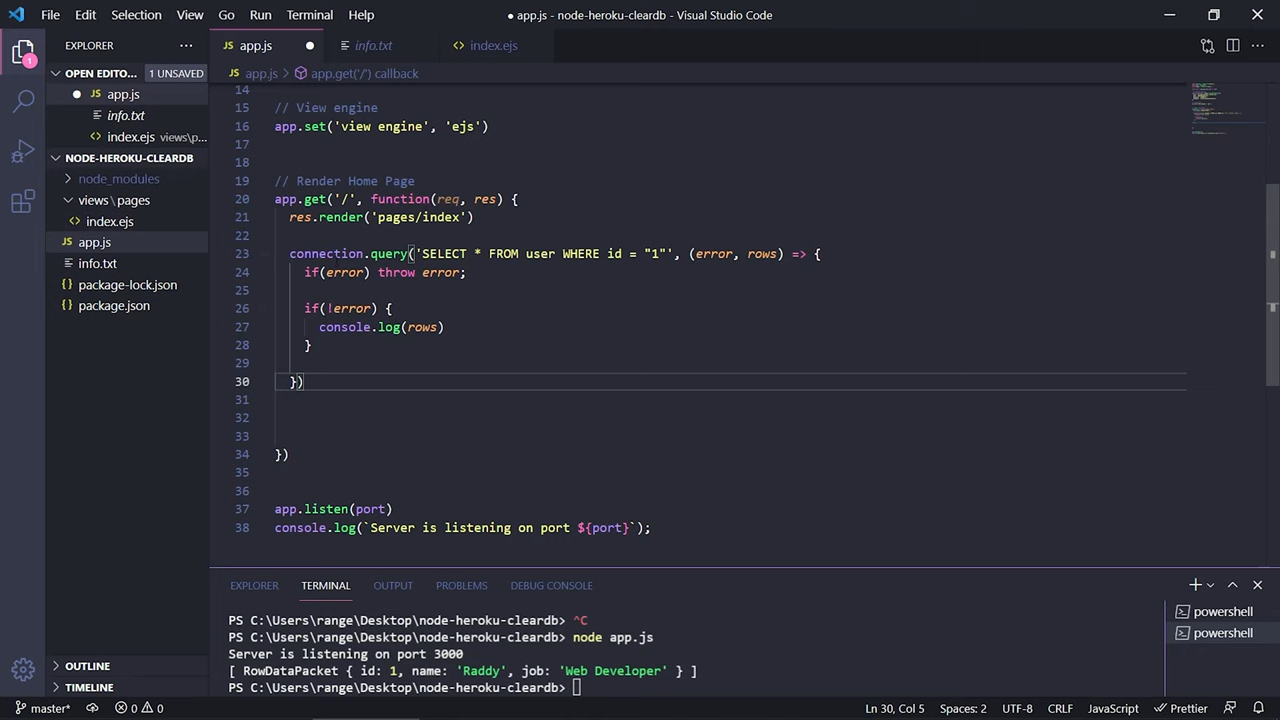 File Edit Selection View Go Run Terminal Help
● app.js - node-heroku-cleardb - Visual Studio Code
EXPLORER
OPEN EDITO... 1 UNSAVED
app.js
info.txt
index.ejs views\p...
NODE-HEROKU-CLEARDB
node_modules
views\pages
index.ejs
app.js
info.txt
package-lock.json
package.json
OUTLINE
TIMELINE
app.js info.txt index.ejs
app.js > app.get('/') callback
14
15 // View engine
16 app.set('view engine', 'ejs')
17
18
19 // Render Home Page
20 app.get('/', function(req, res) {
21 res.render('pages/index')
22
23 connection.query('SELECT * FROM user WHERE id = "1"', (error, rows) => {
24 if(error) throw error;
25
26 if(!error) {
27 console.log(rows)
28 }
29
30 })
31
32
33
34 })
35
36
37 app.listen(port)
38 console.log(`Server is listening on port ${port}`);
EXPLORER TERMINAL OUTPUT PROBLEMS DEBUG CONSOLE
PS C:\Users\range\Desktop\node-heroku-cleardb> ^C
PS C:\Users\range\Desktop\node-heroku-cleardb> node app.js
Server is listening on port 3000
[ RowDataPacket { id: 1, name: 'Raddy', job: 'Web Developer' } ]
PS C:\Users\range\Desktop\node-heroku-cleardb>
powershell
powershell
1
master* 0 0 Ln 30, Col 5 Spaces: 2 UTF-8 CRLF JavaScript Prettier